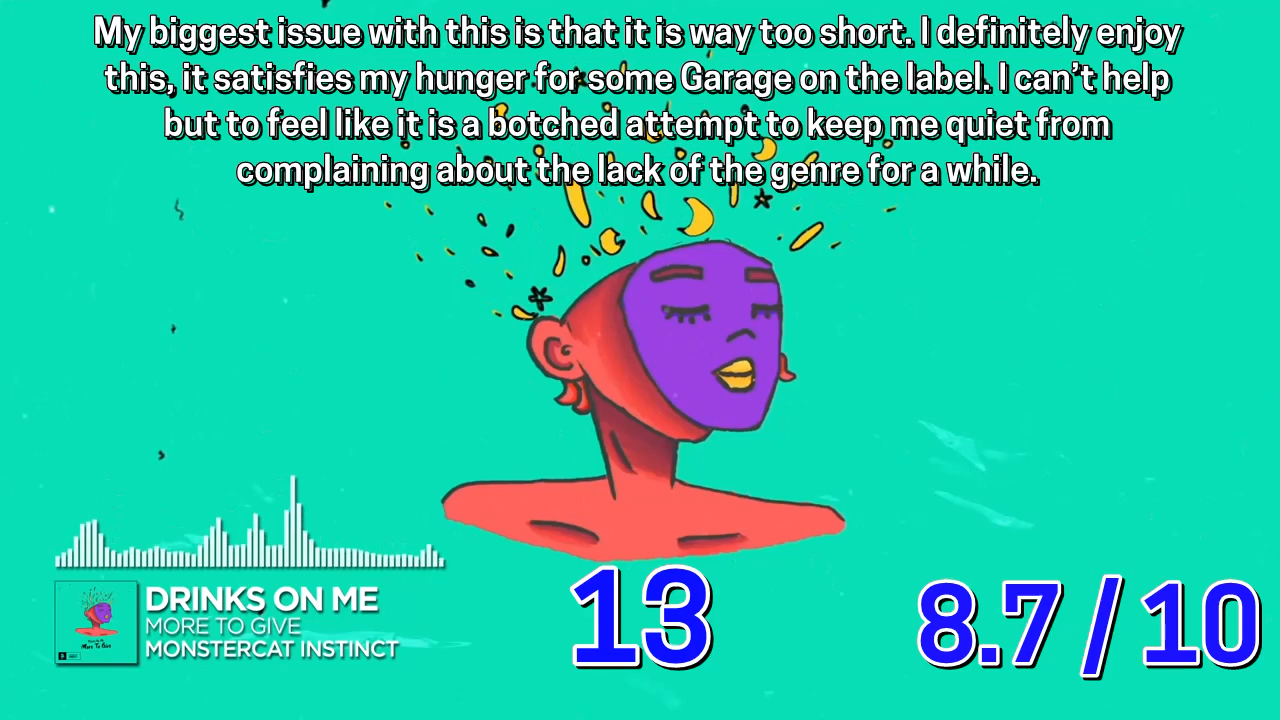 My biggest issue with this is that it is way too short. I definitely enjoy
this, it satisfies my hunger for some Garage on the label. I can't help
but to feel like it is a botched attempt to keep me quiet from
complaining about the lack of the genre for a while.
DRINKS ON ME
MORE TO GIVE
MONSTERCAT INSTINCT
More To Give
13
8.7 / 10